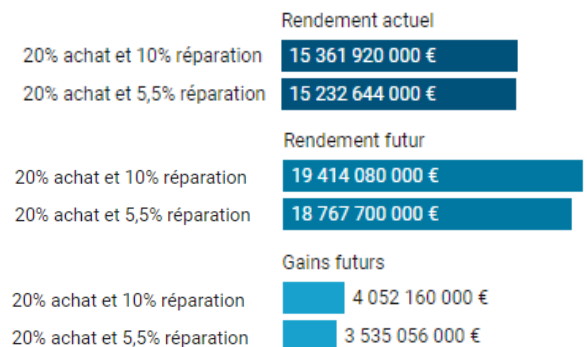 Rendement actuel
20% achat et 10% réparation 15 361 920 000 €
20% achat et 5,5% réparation 15 232 644 000 €
Rendement futur
20% achat et 10% réparation 19 414 080 000 €
20% achat et 5,5% réparation 18 767 700 000 €
Gains futurs
20% achat et 10% réparation 4 052 160 000 €
20% achat et 5,5% réparation 3 535 056 000 €